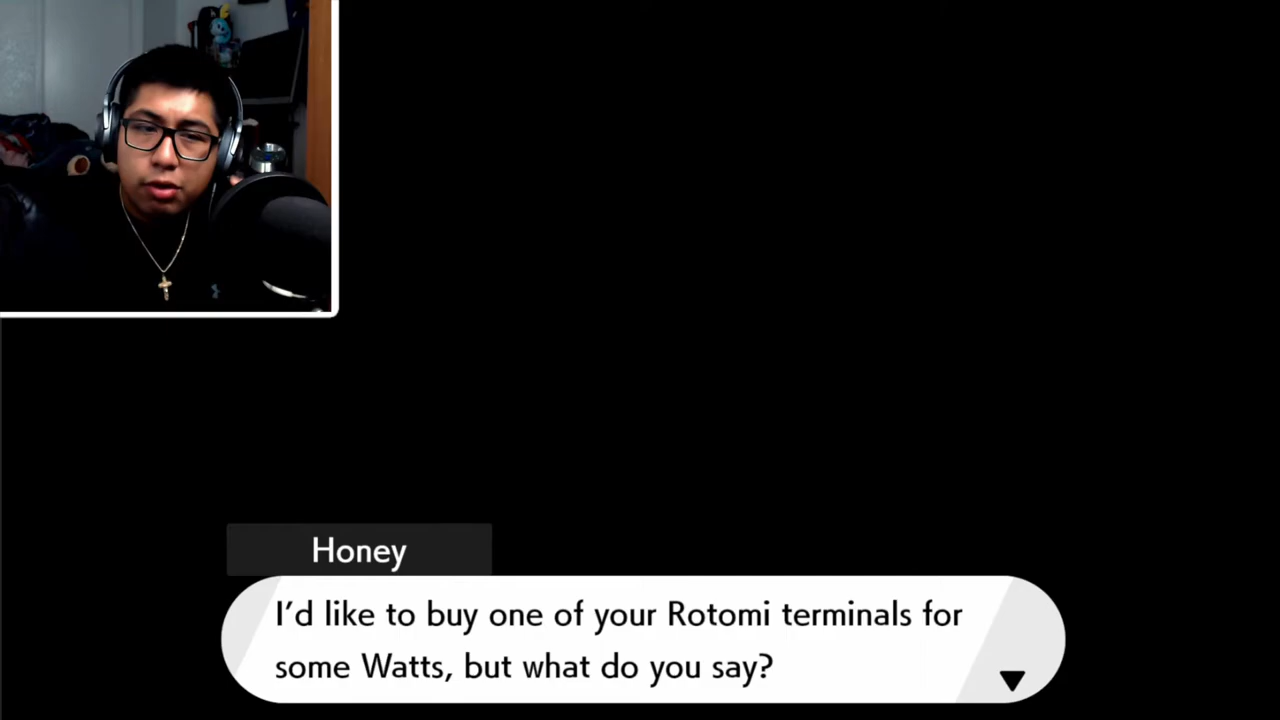 Honey
I'd like to buy one of your Rotomi terminals for
some Watts, but what do you say?